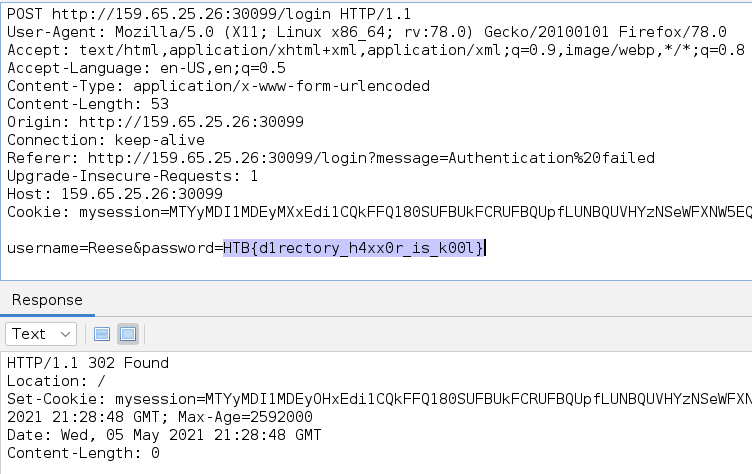 POST http://159.65.25.26:30099/login HTTP/1.1
User-Agent: Mozilla/5.0 (X11; Linux x86_64; rv:78.0) Gecko/20100101 Firefox/78.0
Accept: text/html,application/xhtml+xml,application/xml;q=0.9,image/webp,*/*;q=0.8
Accept-Language: en-US,en;q=0.5
Content-Type: application/x-www-form-urlencoded
Content-Length: 53
Origin: http://159.65.25.26:30099
Connection: keep-alive
Referer: http://159.65.25.26:30099/login?message=Authentication%20failed
Upgrade-Insecure-Requests: 1
Host: 159.65.25.26:30099
Cookie: mysession=MTYyMDI1MDEyMXxEdi1CQkFFQ180SUFBUkFCRUFBQUpfLUNBQUVHYzNSeWFXNW5EQ
username=Reese&password=HTB{d1rectory_h4xx0r_is_k00l}
Response
Text
HTTP/1.1 302 Found
Location: /
Set-Cookie: mysession=MTYyMDI1MDEyOHxEdi1CQkFFQ180SUFBUkFCRUFBQUpfLUNBQUVHYzNSeWFXN
2021 21:28:48 GMT; Max-Age=2592000
Date: Wed, 05 May 2021 21:28:48 GMT
Content-Length: 0